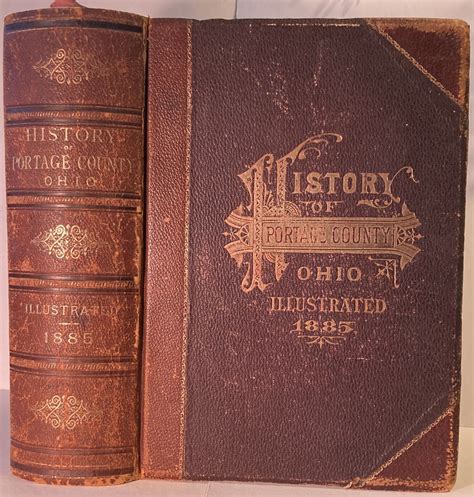 HISTORY
OF
PORTAGE COUNTY
OHIO
ILLUSTRATED
1885
HISTORY
OF
PORTAGE COUNTY
OHIO
ILLUSTRATED
1885